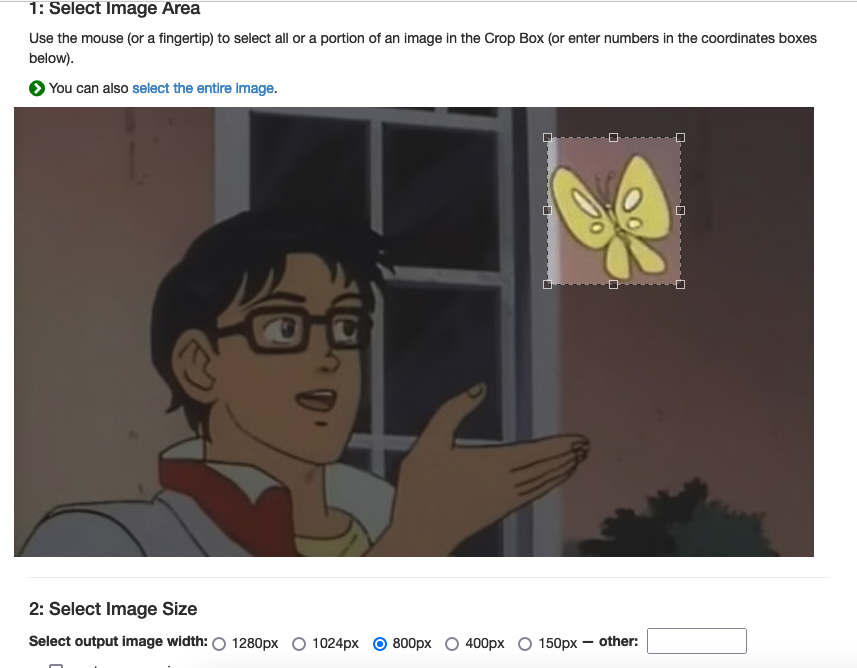 1: Select Image Area
Use the mouse (or a fingertip) to select all or a portion of an image in the Crop Box (or enter numbers in the coordinates boxes
below).
You can also select the entire image.
2: Select Image Size
Select output image width: 1280px 1024px 800px 400px 150px — other: